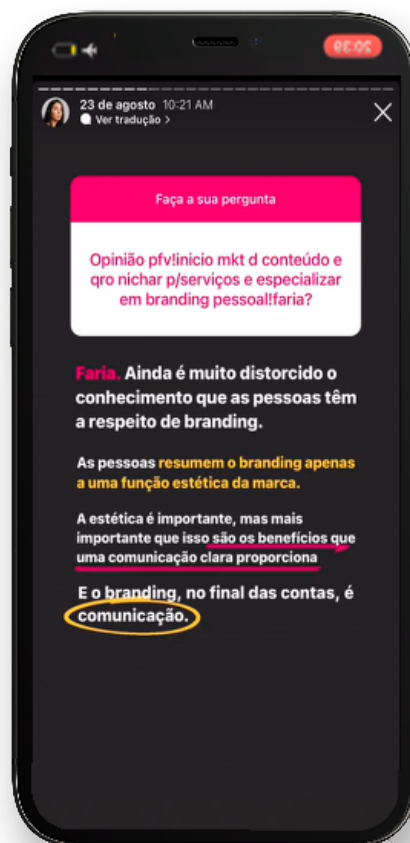 20:38
23 de agosto 10:21 AM
Ver tradução >
Faça a sua pergunta
Opinião pfv!inicio mkt d conteúdo e
qro nichar p/serviços e especializar
em branding pessoal!faria?
Faria. Ainda é muito distorcido o
conhecimento que as pessoas têm
a respeito de branding.
As pessoas resumem o branding apenas
a uma função estética da marca.
A estética é importante, mas mais
importante que isso são os benefícios que
uma comunicação clara proporciona
E o branding, no final das contas, é
comunicação.